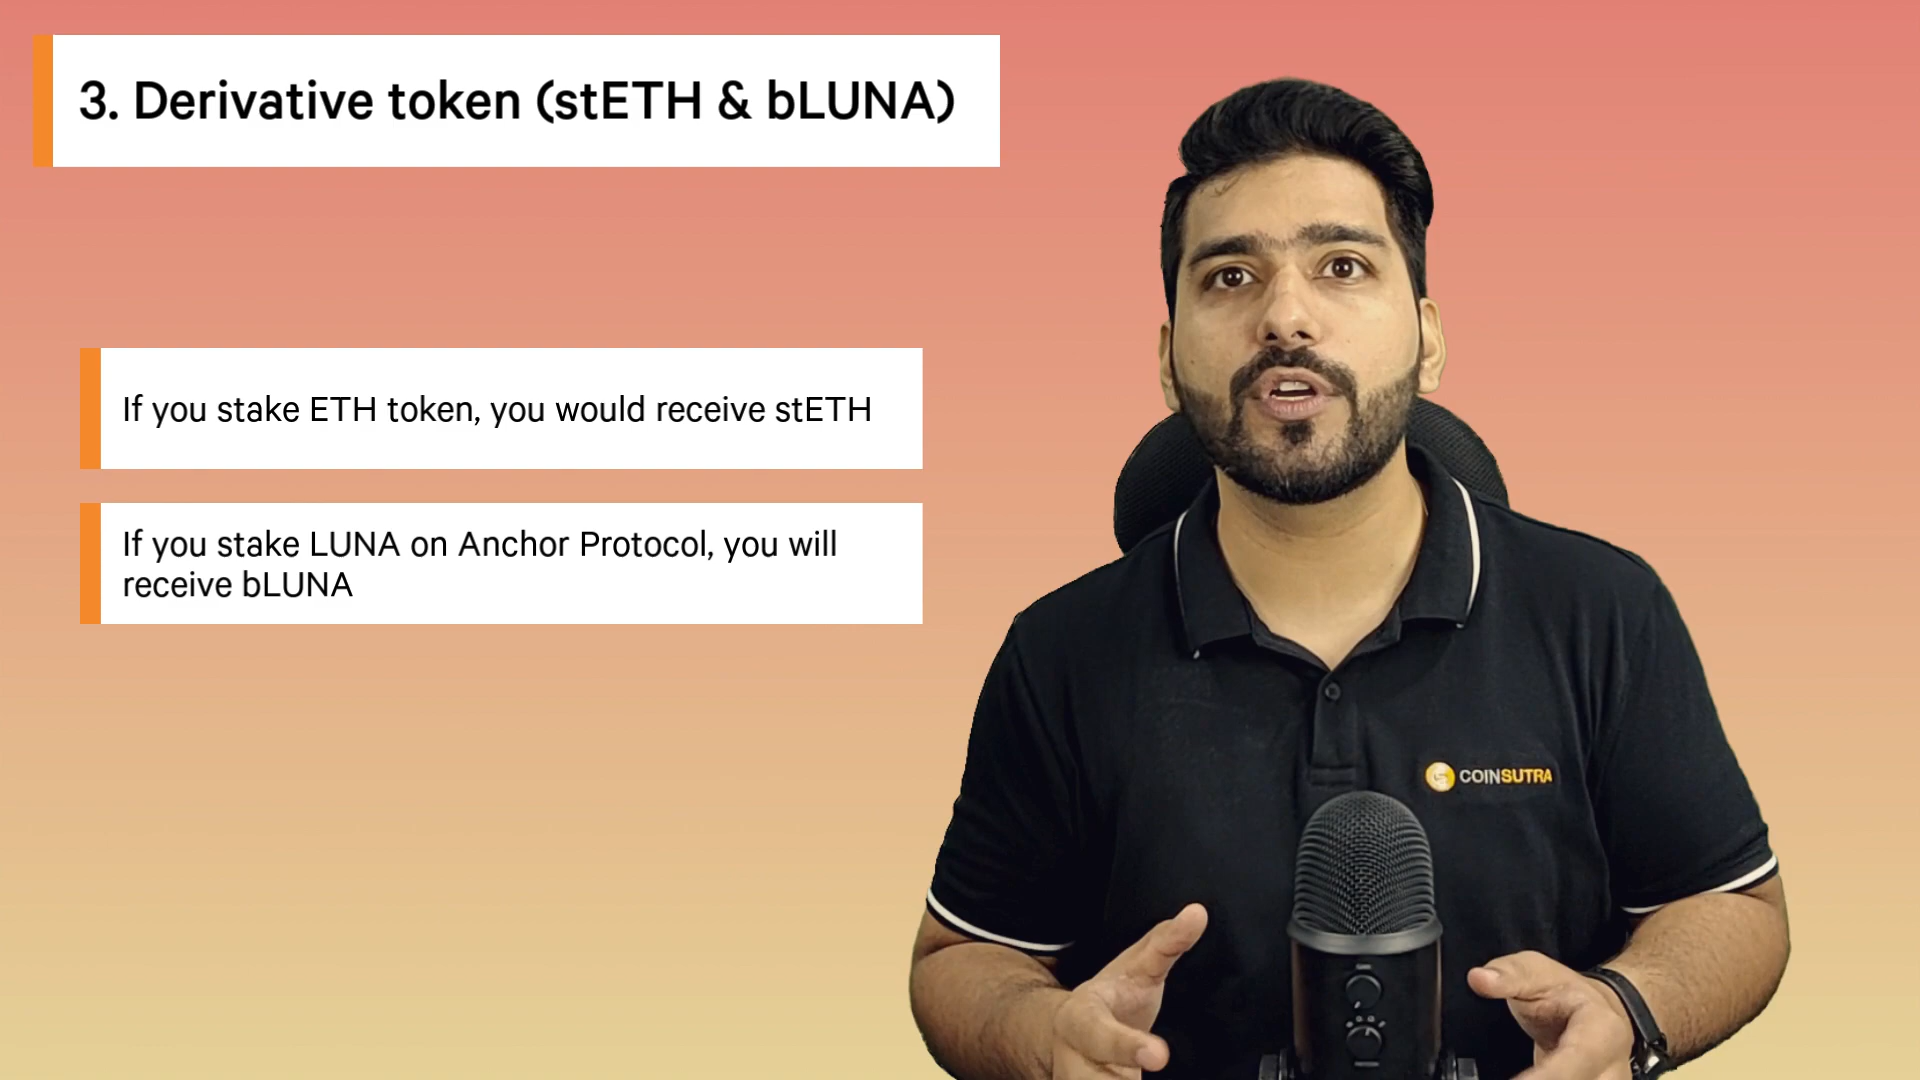 3. Derivative token (stETH & bLUNA)
If you stake ETH token, you would receive stETH
If you stake LUNA on Anchor Protocol, you will
receive bLUNA
COINSUTRA